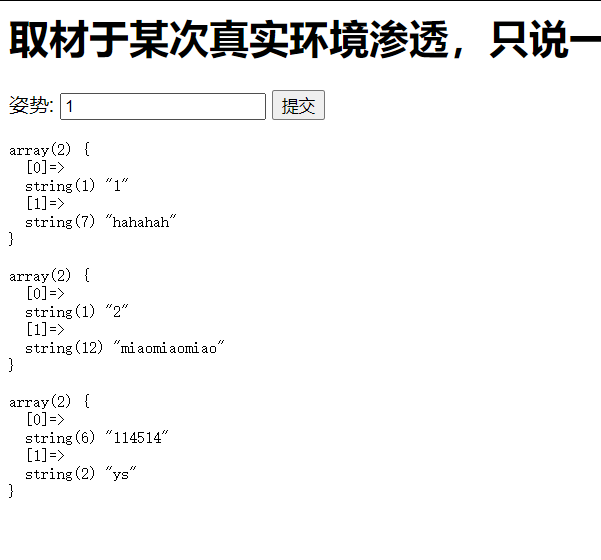 取材于某次真实环境渗透，只说一
姿势: 1 提交
array(2) {
  [0]=>
  string(1) "1"
  [1]=>
  string(7) "hahahah"
}
array(2) {
  [0]=>
  string(1) "2"
  [1]=>
  string(12) "miaomiaomiao"
}
array(2) {
  [0]=>
  string(6) "114514"
  [1]=>
  string(2) "ys"
}